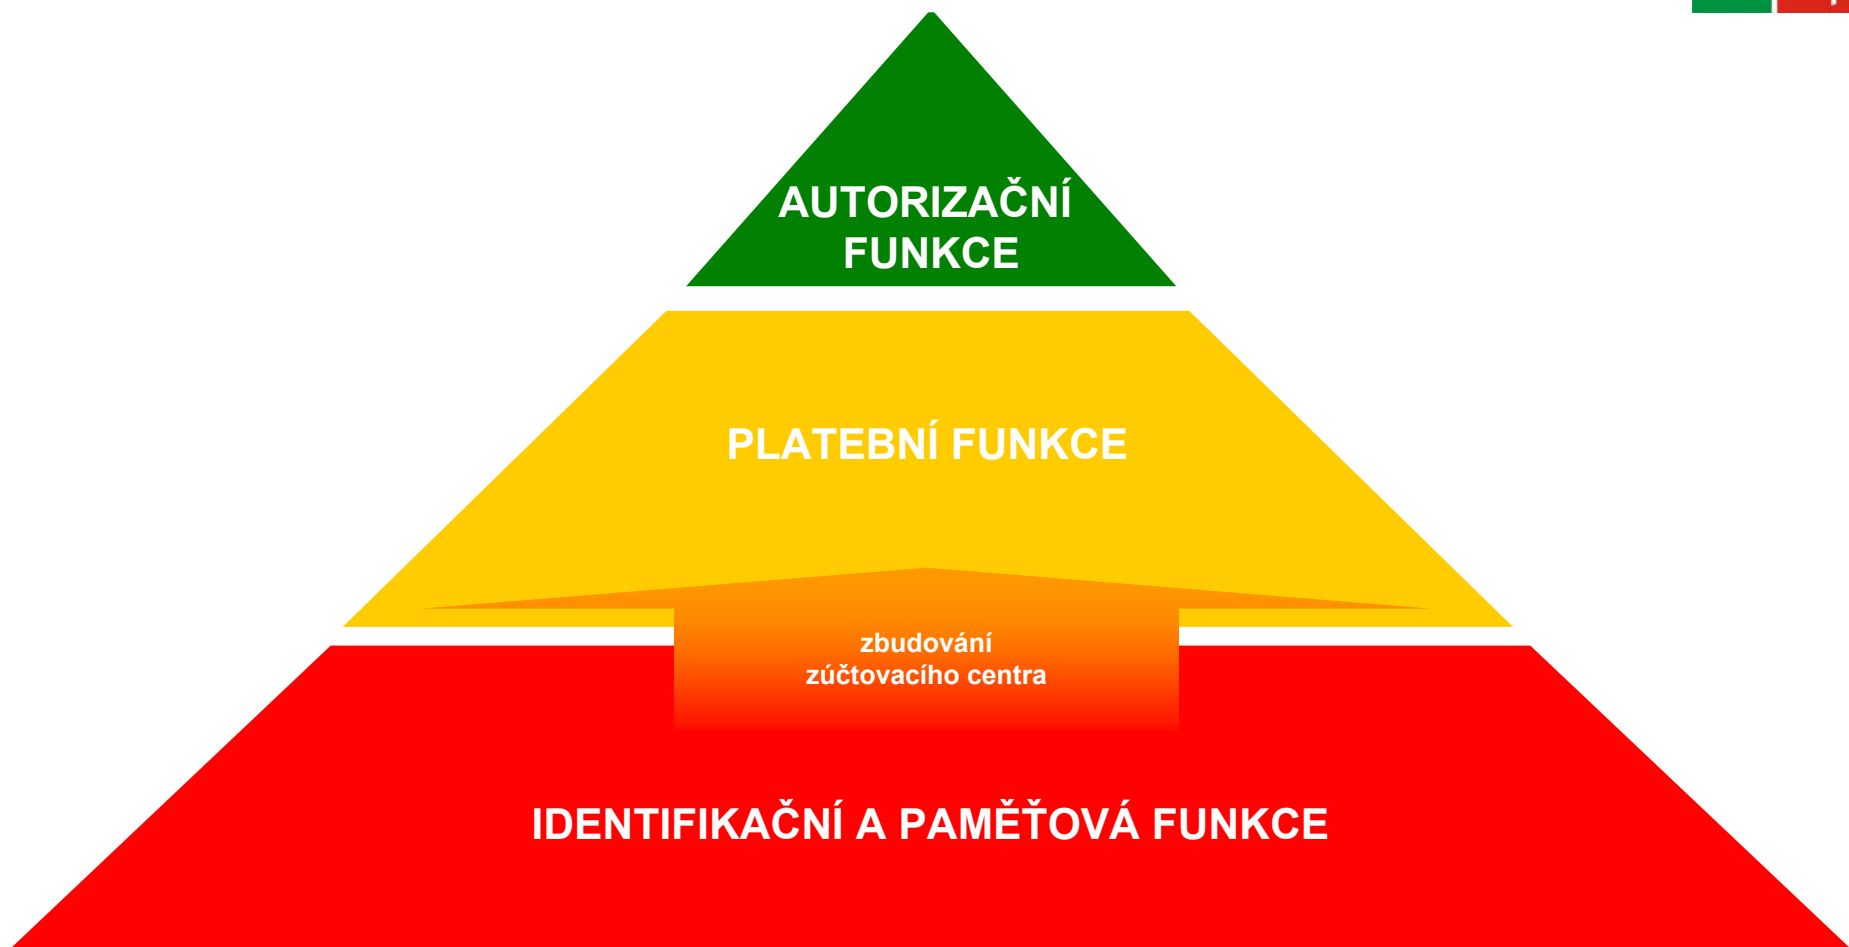 AUTORIZAČNÍ
FUNKCE
PLATEBNÍ FUNKCE
zbudování
zúčtovacího centra
IDENTIFIKAČNÍ A PAMĚŤOVÁ FUNKCE